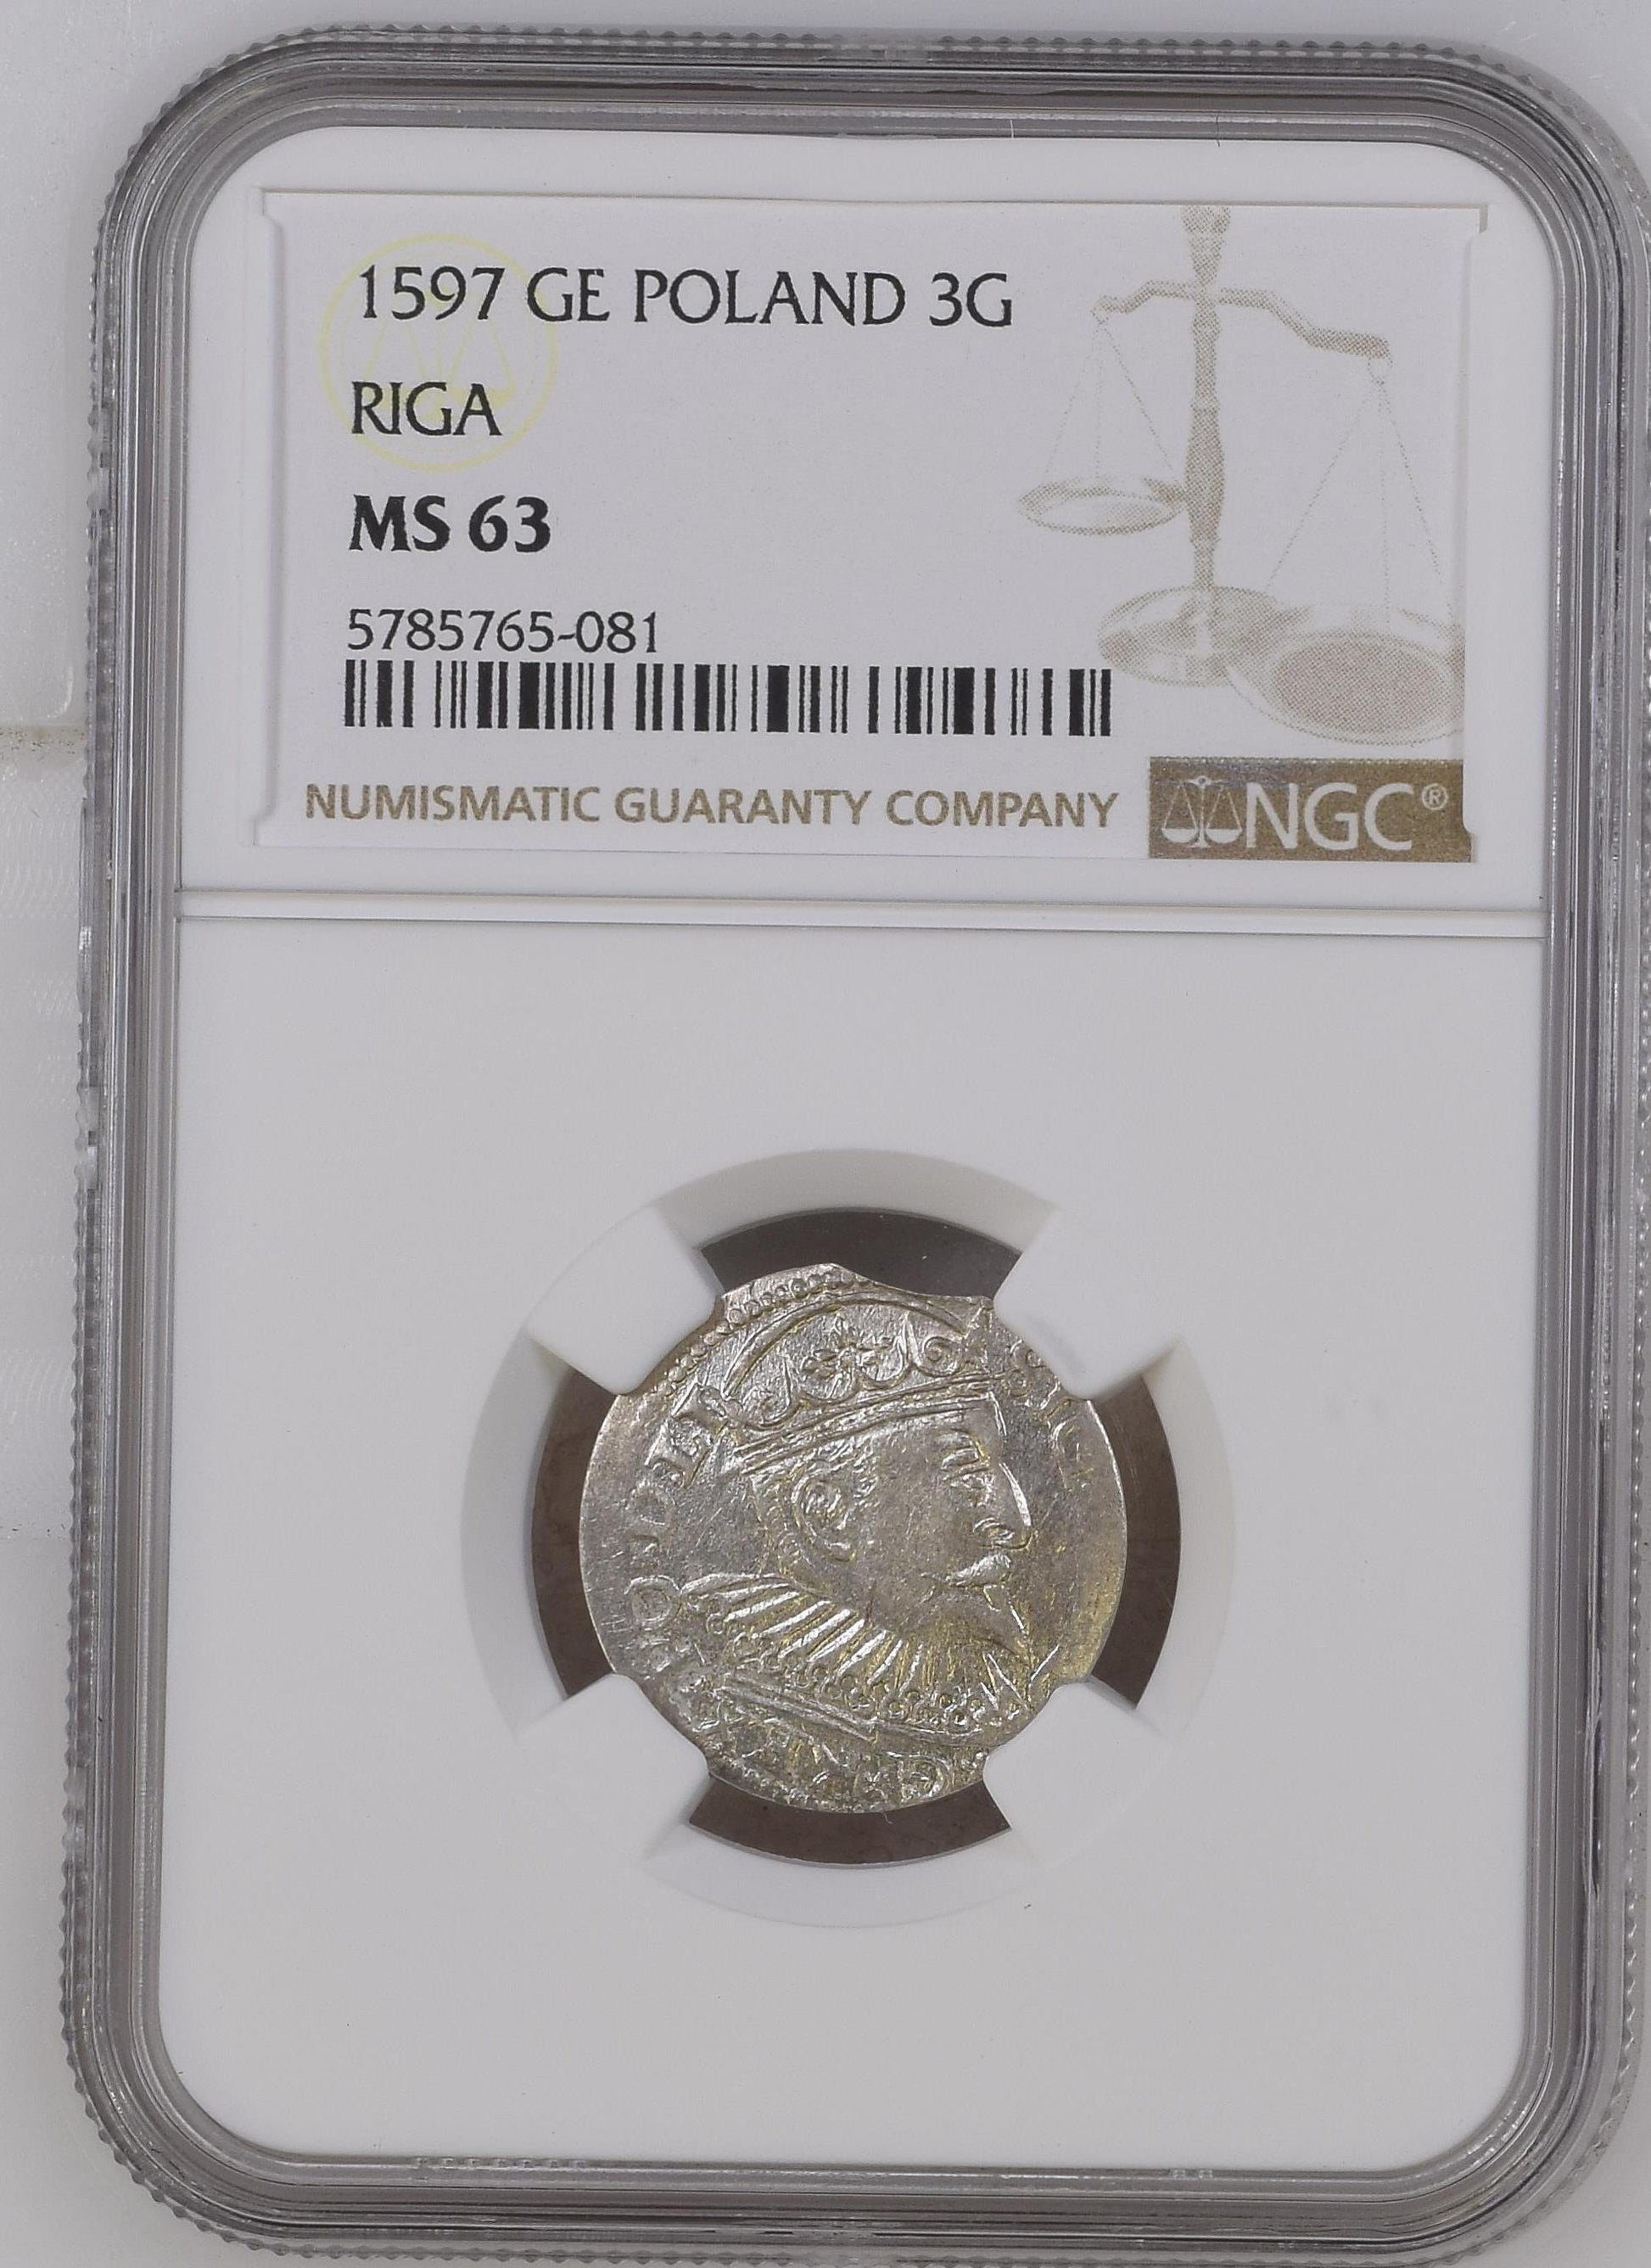 1597 GE POLAND 3G
RIGA
MS 63
5785765-081
NUMISMATIC GUARANTY COMPANY
NGC®